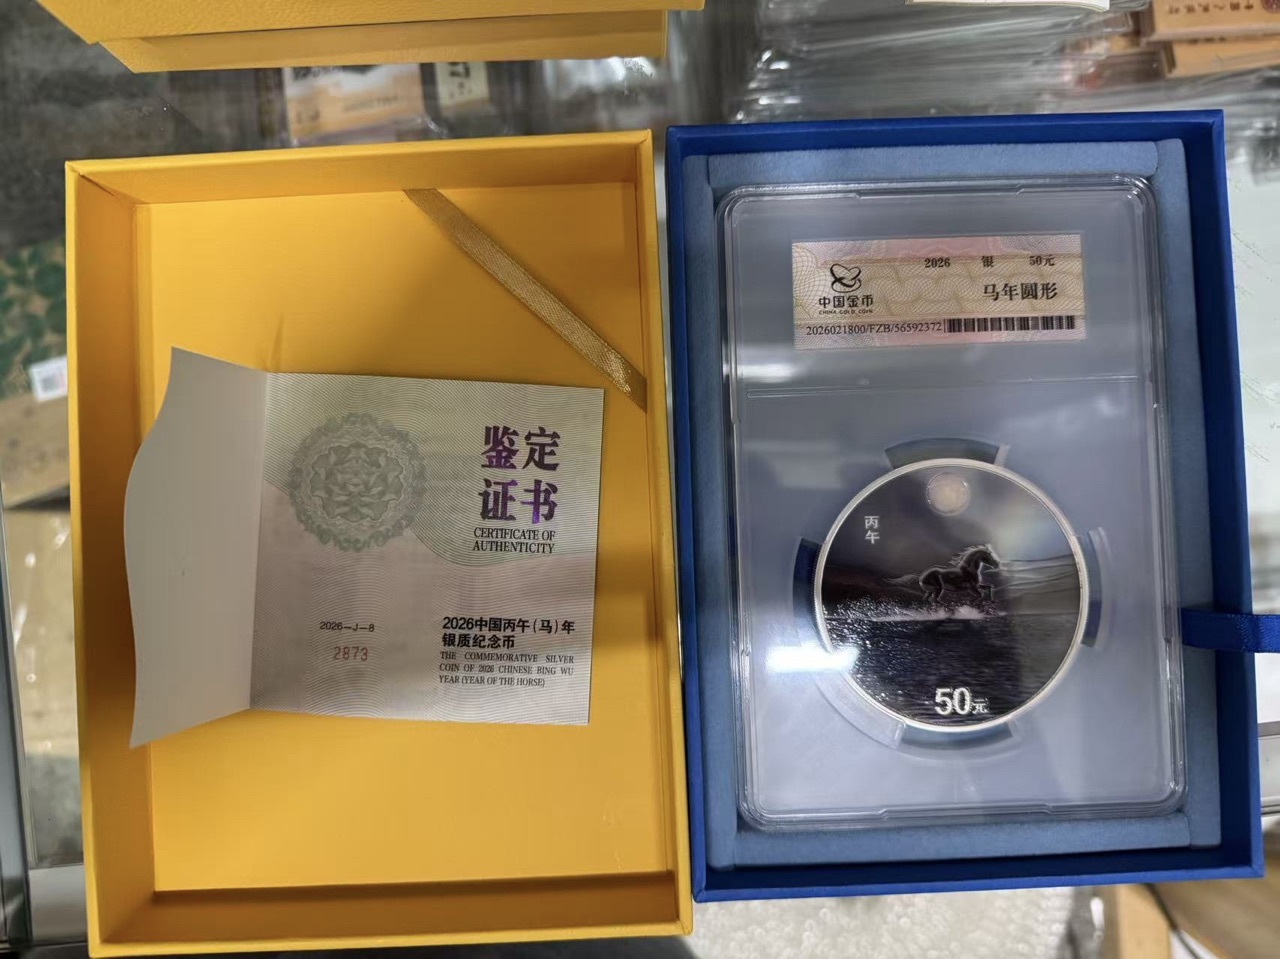 鉴定
证书
CERTIFICATE OF
AUTHENTICITY
2026-J-8
2873
2026中国丙午(马)年
银质纪念币
THE COMMEMORATIVE SILVER
COIN OF 2026 CHINESE BING WU
YEAR (YEAR OF THE HORSE)
2026 银 50元
马年圆形
中国金币
CHINA GOLD COIN
2026021800/FZB/56592372
丙
午
50元